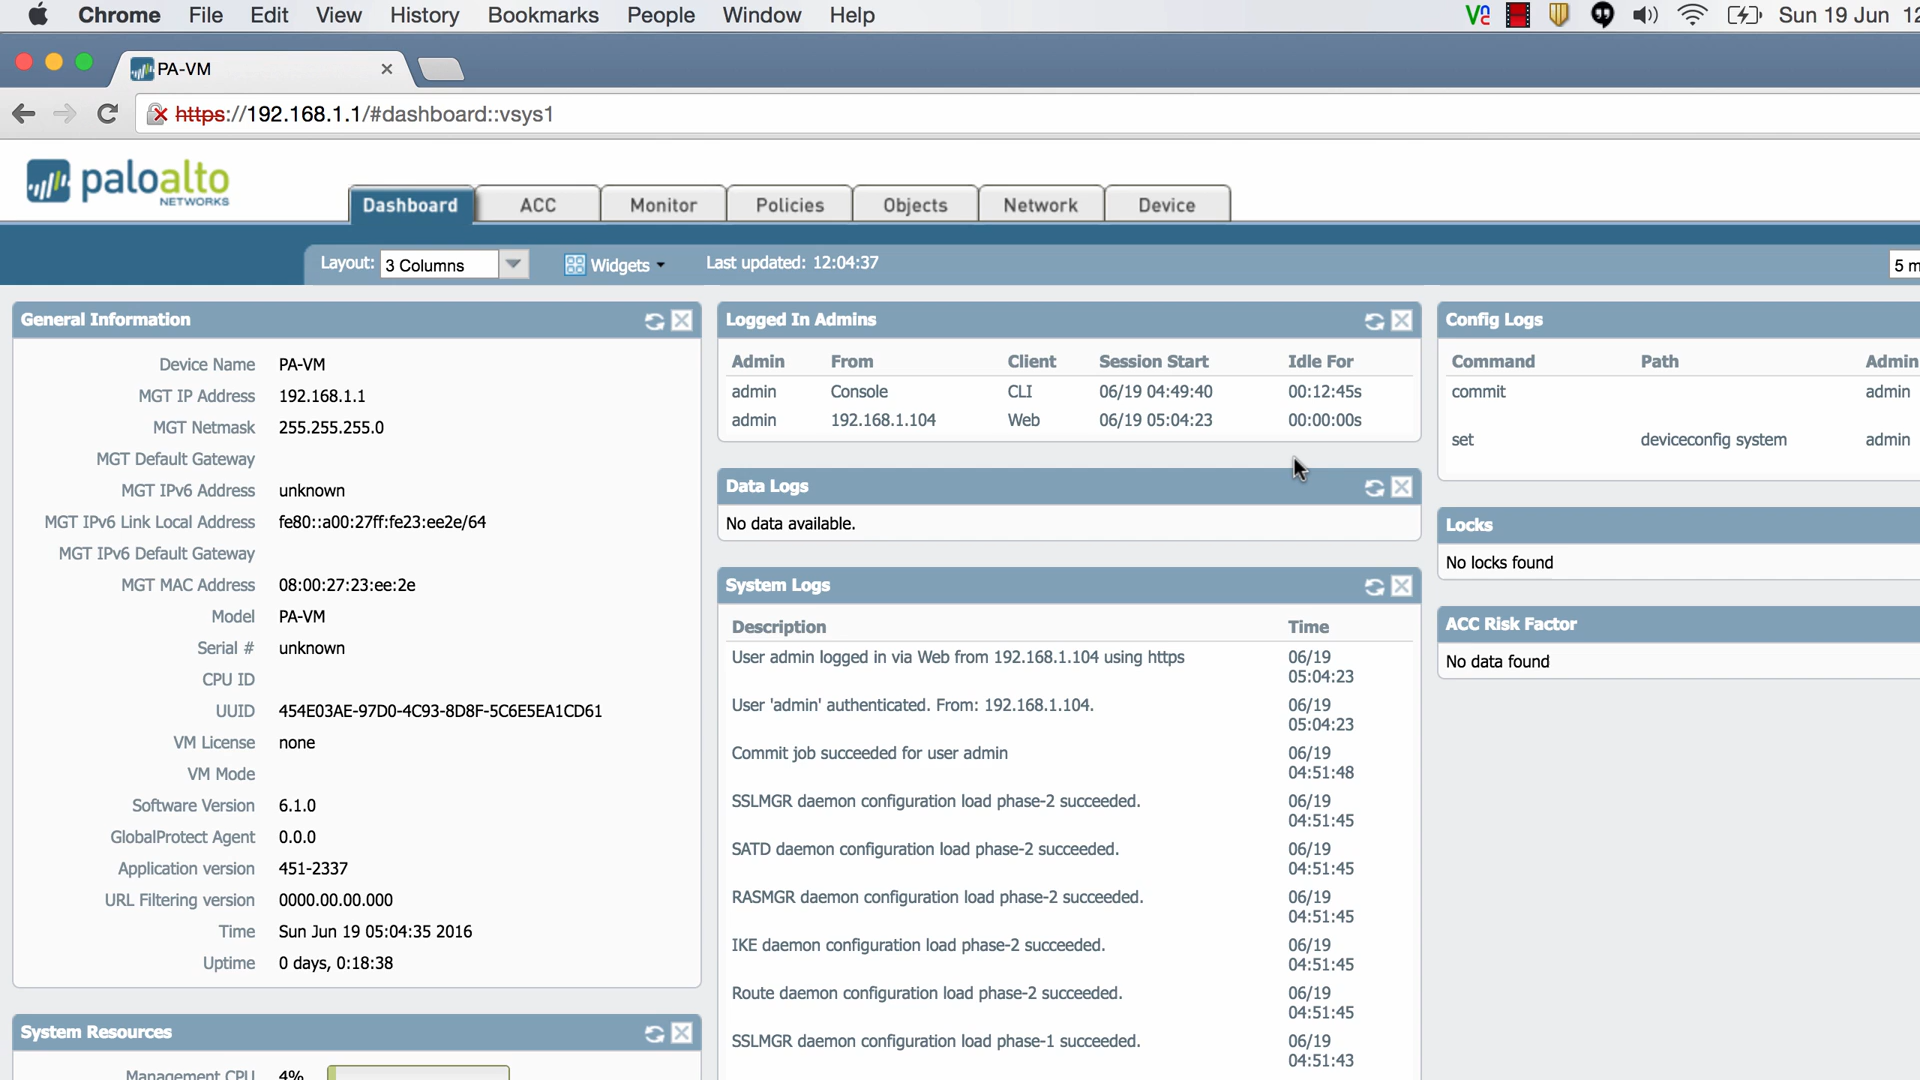 Chrome File Edit View History Bookmarks People Window Help
Sun 19 Jun 12
PA-VM
https://192.168.1.1/#dashboard::vsys1
paloalto
NETWORKS
Dashboard ACC Monitor Policies Objects Network Device
Layout: 3 Columns Widgets Last updated: 12:04:37 5 m
General Information
Device Name PA-VM
MGT IP Address 192.168.1.1
MGT Netmask 255.255.255.0
MGT Default Gateway
MGT IPv6 Address unknown
MGT IPv6 Link Local Address fe80::a00:27ff:fe23:ee2e/64
MGT IPv6 Default Gateway
MGT MAC Address 08:00:27:23:ee:2e
Model PA-VM
Serial # unknown
CPU ID
UUID 454E03AE-97D0-4C93-8D8F-5C6E5EA1CD61
VM License none
VM Mode
Software Version 6.1.0
GlobalProtect Agent 0.0.0
Application version 451-2337
URL Filtering version 0000.00.00.000
Time Sun Jun 19 05:04:35 2016
Uptime 0 days, 0:18:38
System Resources
Management CPU 4%
Logged In Admins
Admin From Client Session Start Idle For
admin Console CLI 06/19 04:49:40 00:12:45s
admin 192.168.1.104 Web 06/19 05:04:23 00:00:00s
Data Logs
No data available.
System Logs
Description Time
User admin logged in via Web from 192.168.1.104 using https 06/19
05:04:23
User 'admin' authenticated. From: 192.168.1.104. 06/19
05:04:23
Commit job succeeded for user admin 06/19
04:51:48
SSLMGR daemon configuration load phase-2 succeeded. 06/19
04:51:45
SATD daemon configuration load phase-2 succeeded. 06/19
04:51:45
RASMGR daemon configuration load phase-2 succeeded. 06/19
04:51:45
IKE daemon configuration load phase-2 succeeded. 06/19
04:51:45
Route daemon configuration load phase-2 succeeded. 06/19
04:51:45
SSLMGR daemon configuration load phase-1 succeeded. 06/19
04:51:43
Config Logs
Command Path Admin
commit admin
set deviceconfig system admin
Locks
No locks found
ACC Risk Factor
No data found